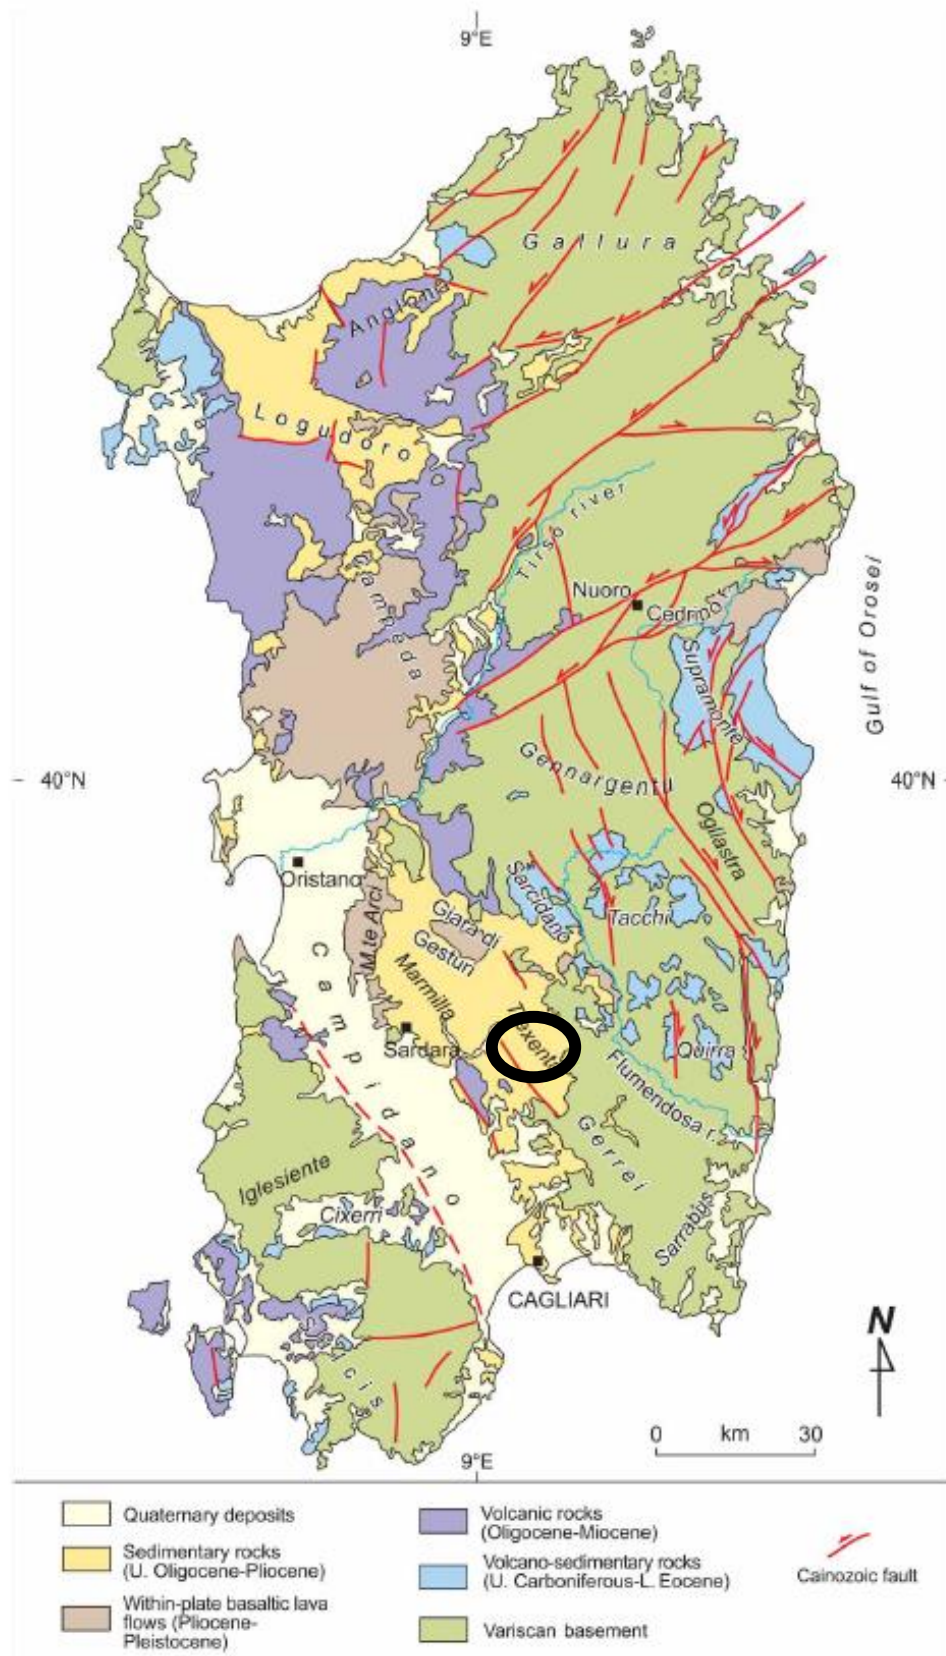 9°E
Gallura
Anglona
Logudoro
Tirso river
Campeda
Nuoro
Cedrino r.
Gulf of Orosei
Supramonte
40°N
40°N
Gennargentu
Ogliastra
Oristano
Sarcidano
Tacchi
M.te Arci
Giara di
Gesturi
Marmilla
Trexenta
Campidano
Sardara
Quirra
Flumendosa r.
Gerrei
Iglesiente
Cixerri
Sarrabus
CAGLIARI
N
Sulcis
0 km 30
9°E
Quaternary deposits
Sedimentary rocks
(U. Oligocene-Pliocene)
Within-plate basaltic lava
flows (Pliocene-
Pleistocene)
Volcanic rocks
(Oligocene-Miocene)
Volcano-sedimentary rocks
(U. Carboniferous-L. Eocene)
Variscan basement
Cainozoic fault